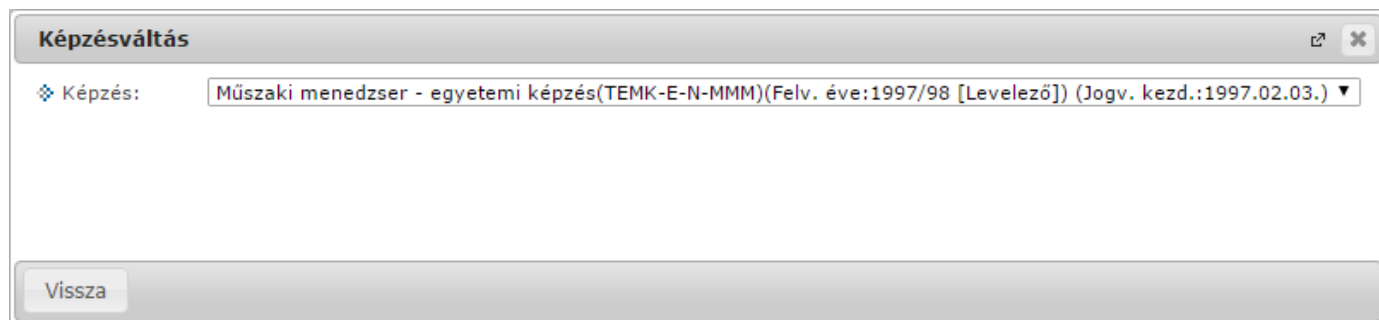 Képzésváltás
Képzés: Műszaki menedzser - egyetemi képzés(TEMK-E-N-MMM)(Felv. éve:1997/98 [Levelező]) (Jogv. kezd.:1997.02.03.)
Vissza